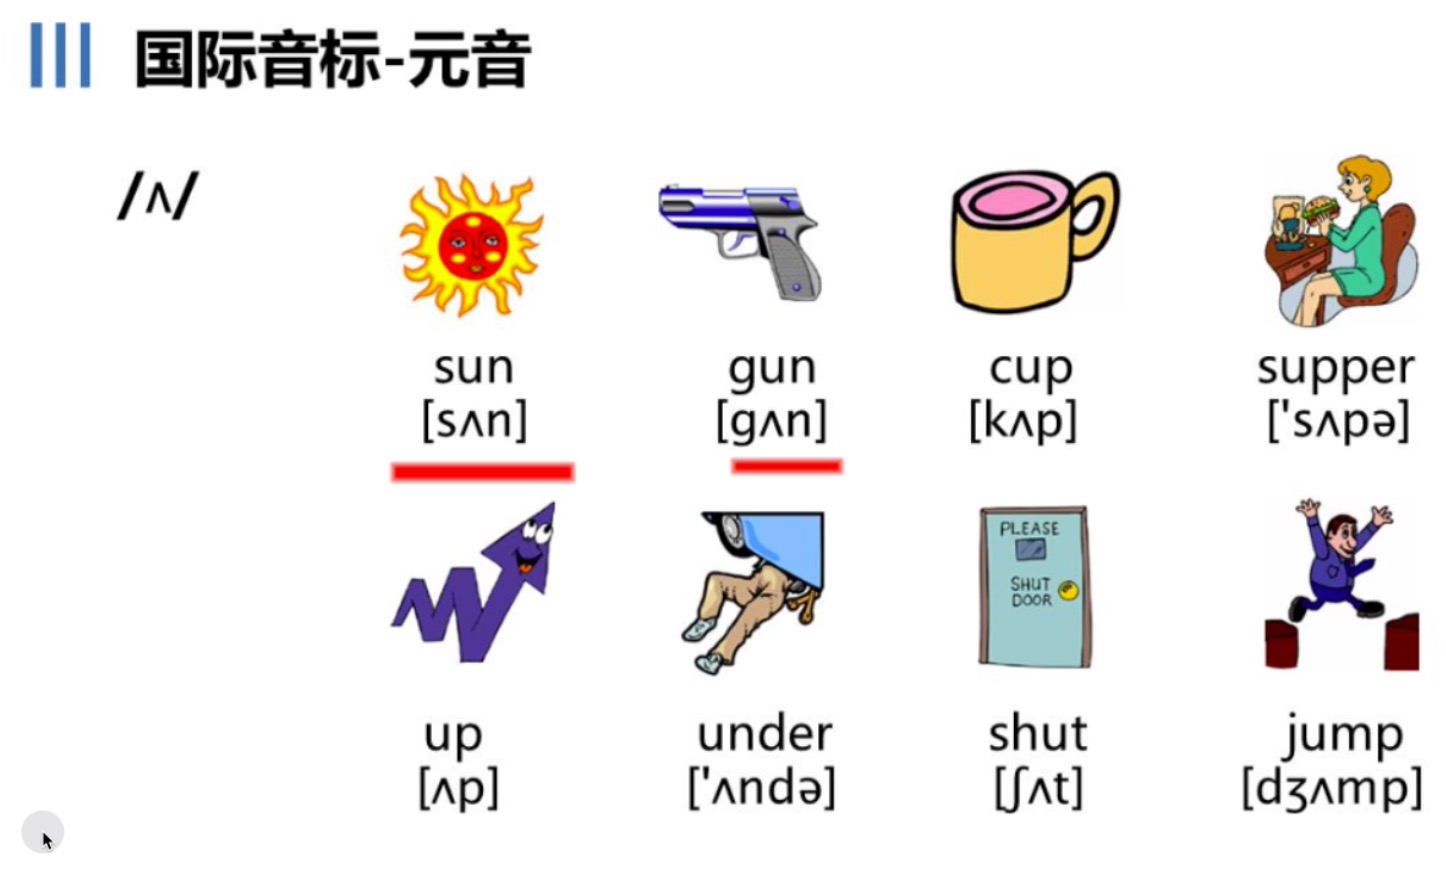 国际音标-元音
/ʌ/
sun gun cup supper
[sʌn] [gʌn] [kʌp] ['sʌpə]
PLEASE
SHUT
DOOR
up under shut jump
[ʌp] ['ʌndə] [ʃʌt] [dʒʌmp]